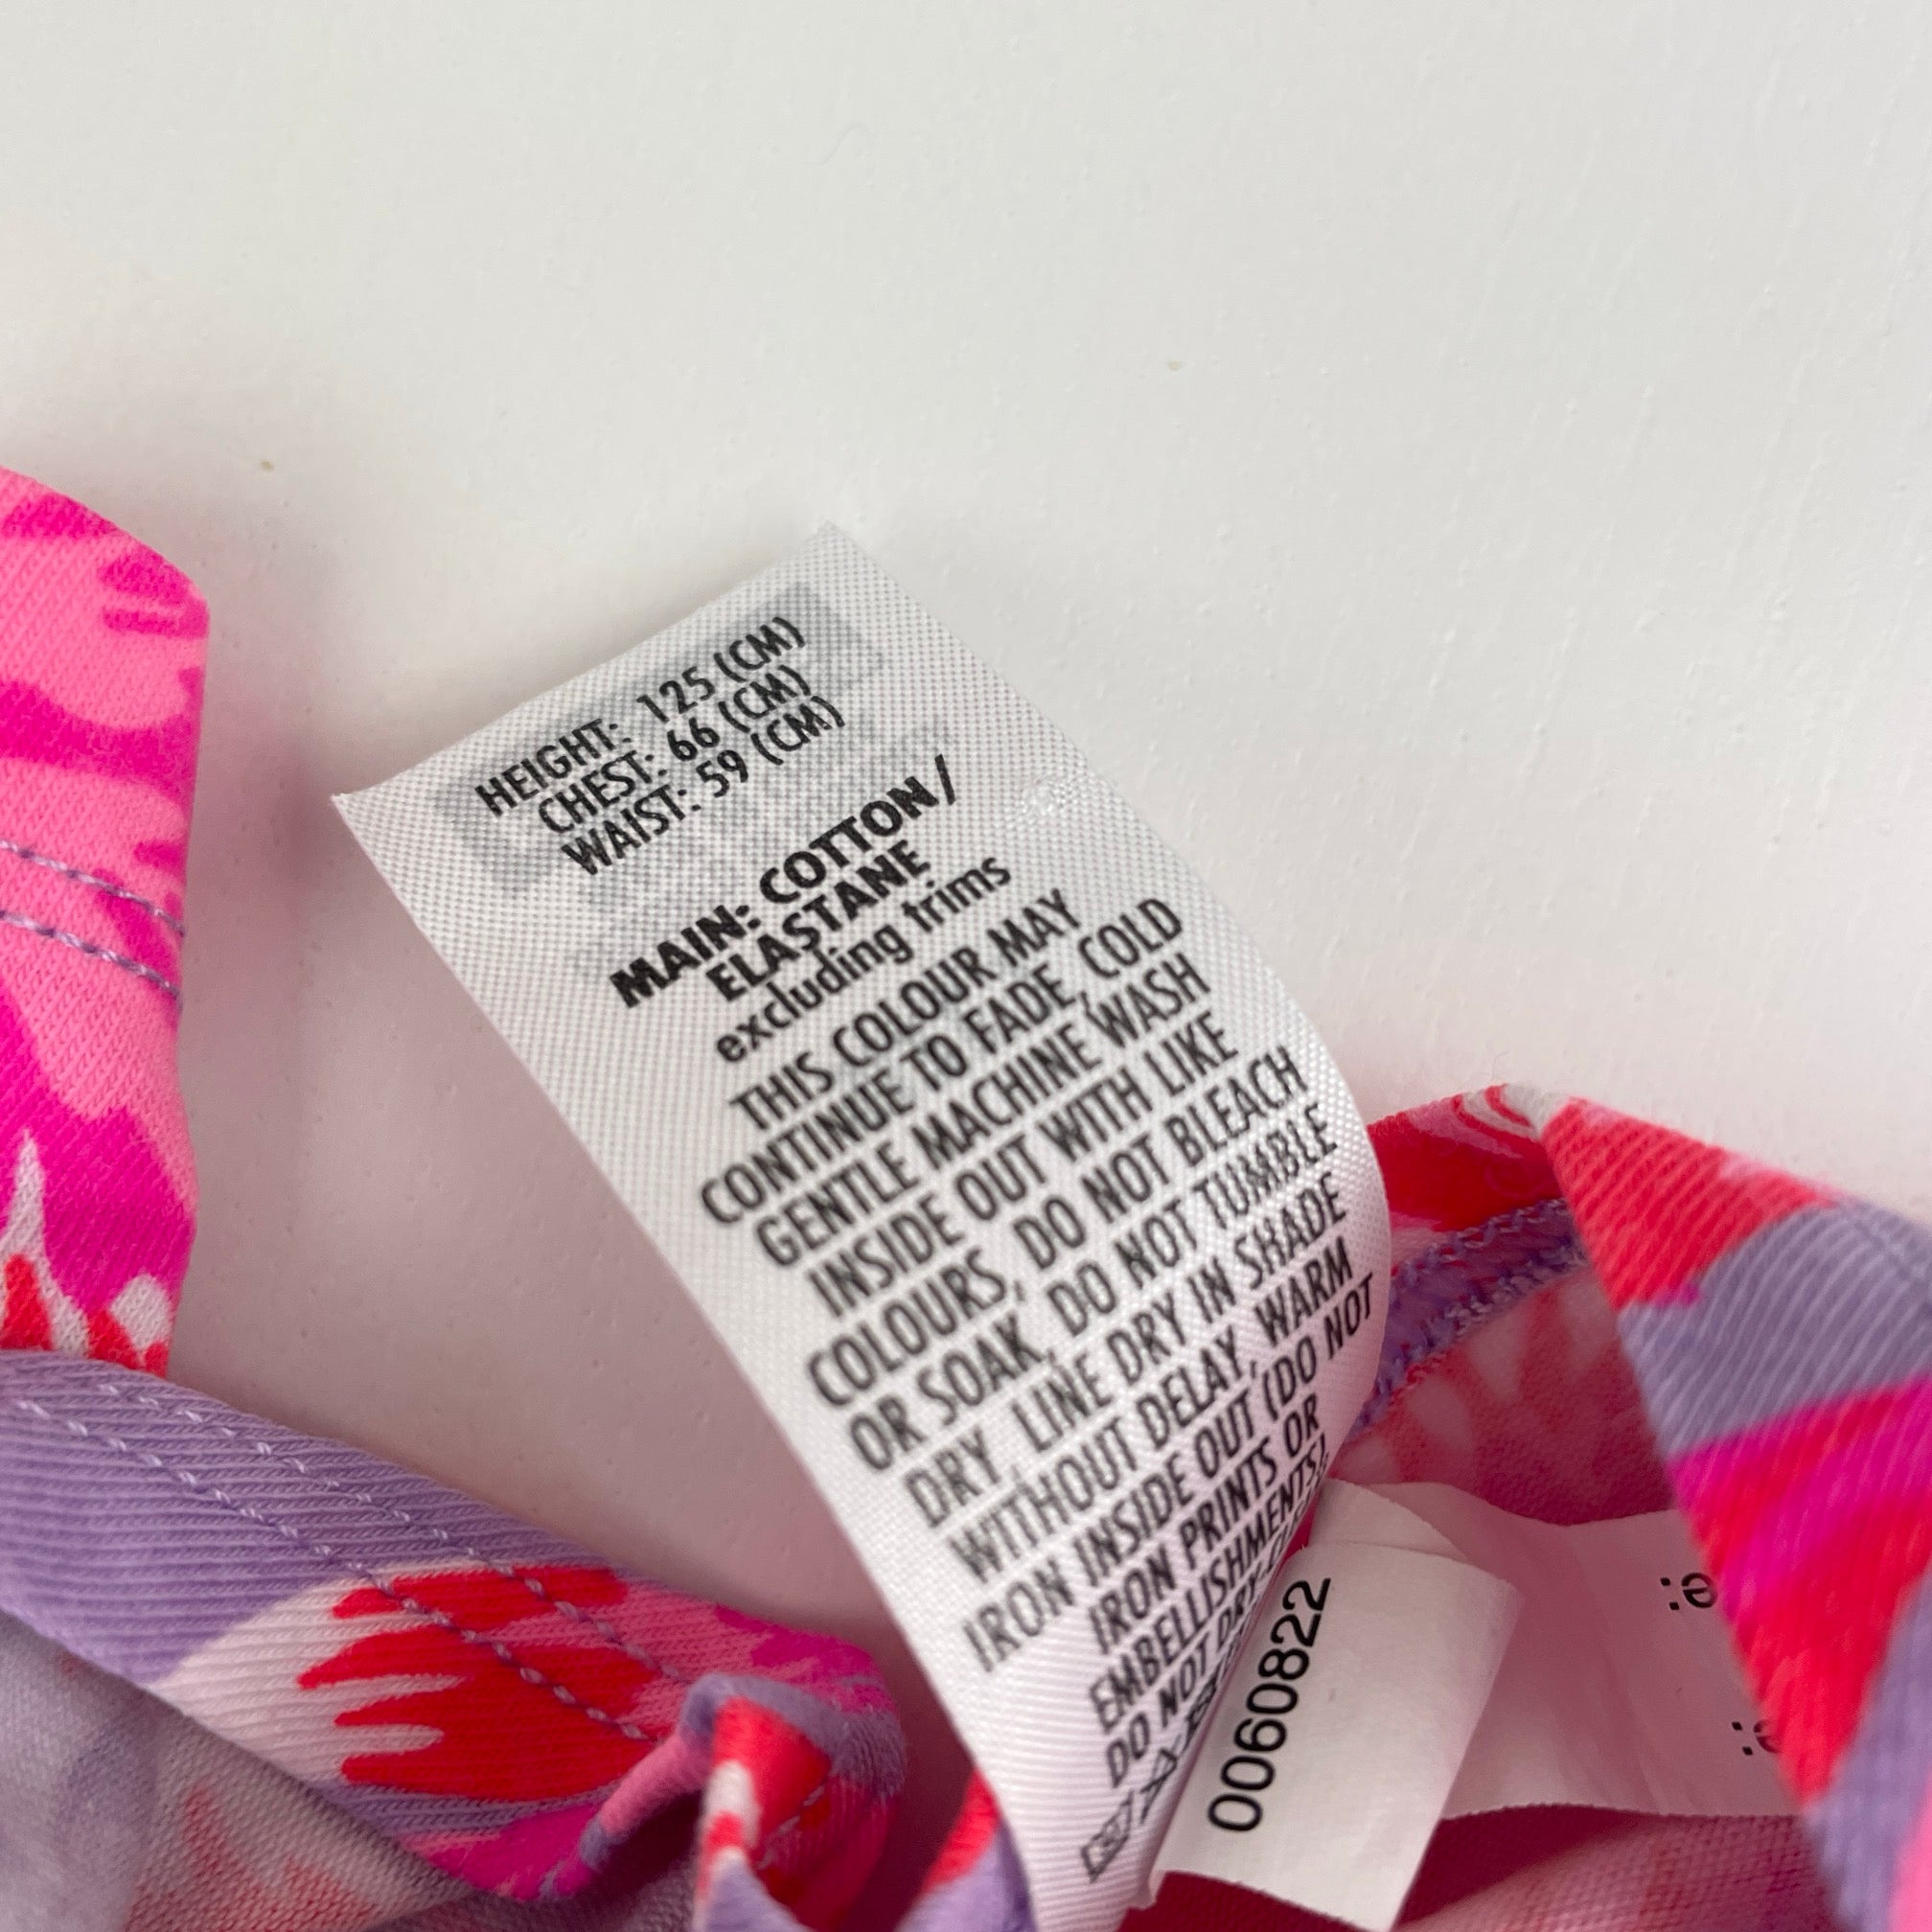 HEIGHT: 125 (CM)
CHEST: 66 (CM)
WAIST: 59 (CM)
MAIN: COTTON/
ELASTANE
excluding trims
THIS COLOUR MAY
CONTINUE TO FADE, COLD
GENTLE MACHINE WASH
INSIDE OUT WITH LIKE
COLOURS, DO NOT BLEACH
OR SOAK, DO NOT TUMBLE
DRY, LINE DRY IN SHADE
WITHOUT DELAY, WARM
IRON INSIDE OUT (DO NOT
IRON PRINTS OR
EMBELLISHMENTS),
DO NOT DRY-
0060822
e: